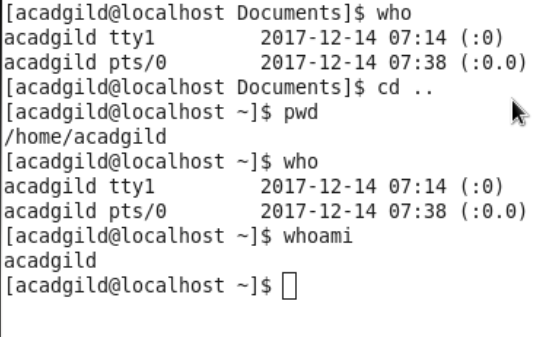 [acadgild@localhost Documents]$ who
acadgild tty1         2017-12-14 07:14 (:0)
acadgild pts/0        2017-12-14 07:38 (:0.0)
[acadgild@localhost Documents]$ cd ..
[acadgild@localhost ~]$ pwd
/home/acadgild
[acadgild@localhost ~]$ who
acadgild tty1         2017-12-14 07:14 (:0)
acadgild pts/0        2017-12-14 07:38 (:0.0)
[acadgild@localhost ~]$ whoami
acadgild
[acadgild@localhost ~]$